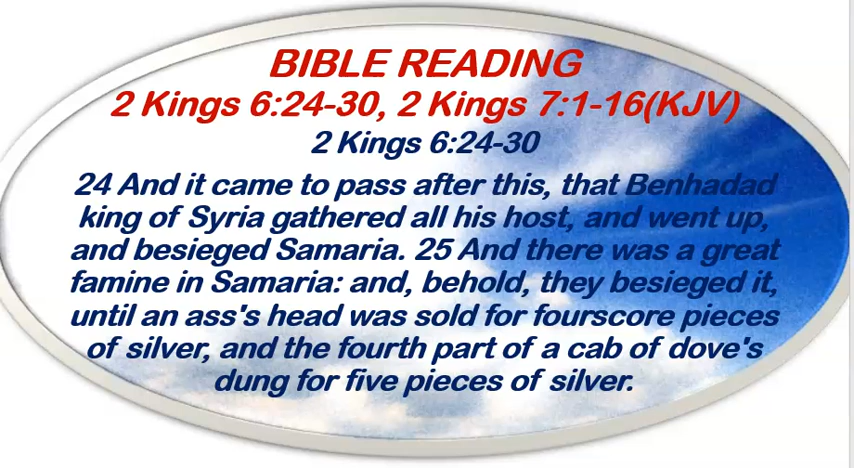 BIBLE READING
2 Kings 6:24-30, 2 Kings 7:1-16(KJV)
2 Kings 6:24-30
24 And it came to pass after this, that Benhadad
king of Syria gathered all his host, and went up,
and besieged Samaria. 25 And there was a great
famine in Samaria: and, behold, they besieged it,
until an ass's head was sold for fourscore pieces
of silver, and the fourth part of a cab of dove's
dung for five pieces of silver.